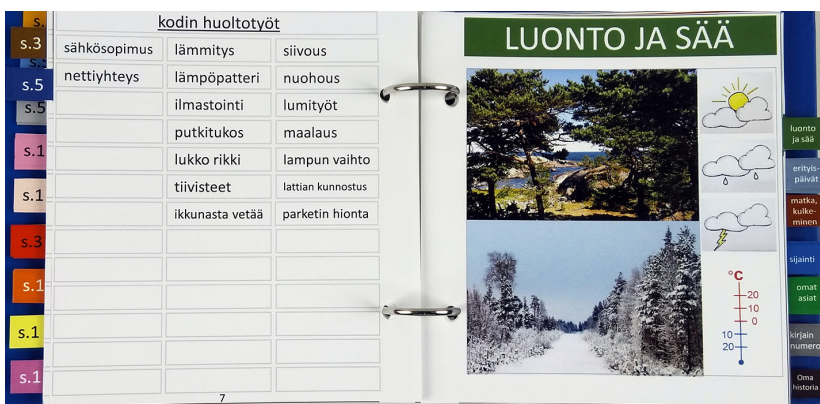 s.
s.3
s.5
s.5
s.1
s.1
s.3
s.1
s.1
s.1
kodin huoltotyöt
sähkösopimus lämmitys siivous
nettiyhteys lämpöpatteri nuohous
ilmastointi lumityöt
putkitukos maalaus
lukko rikki lampun vaihto
tiivisteet lattian kunnostus
ikkunasta vetää parketin hionta
7
LUONTO JA SÄÄ
°C
20
10
0
10
20
luonto
ja sää
erityis-
päivät
matka,
kulke-
minen
sijainti
omat
asiat
kirjain
numero
Oma
historia